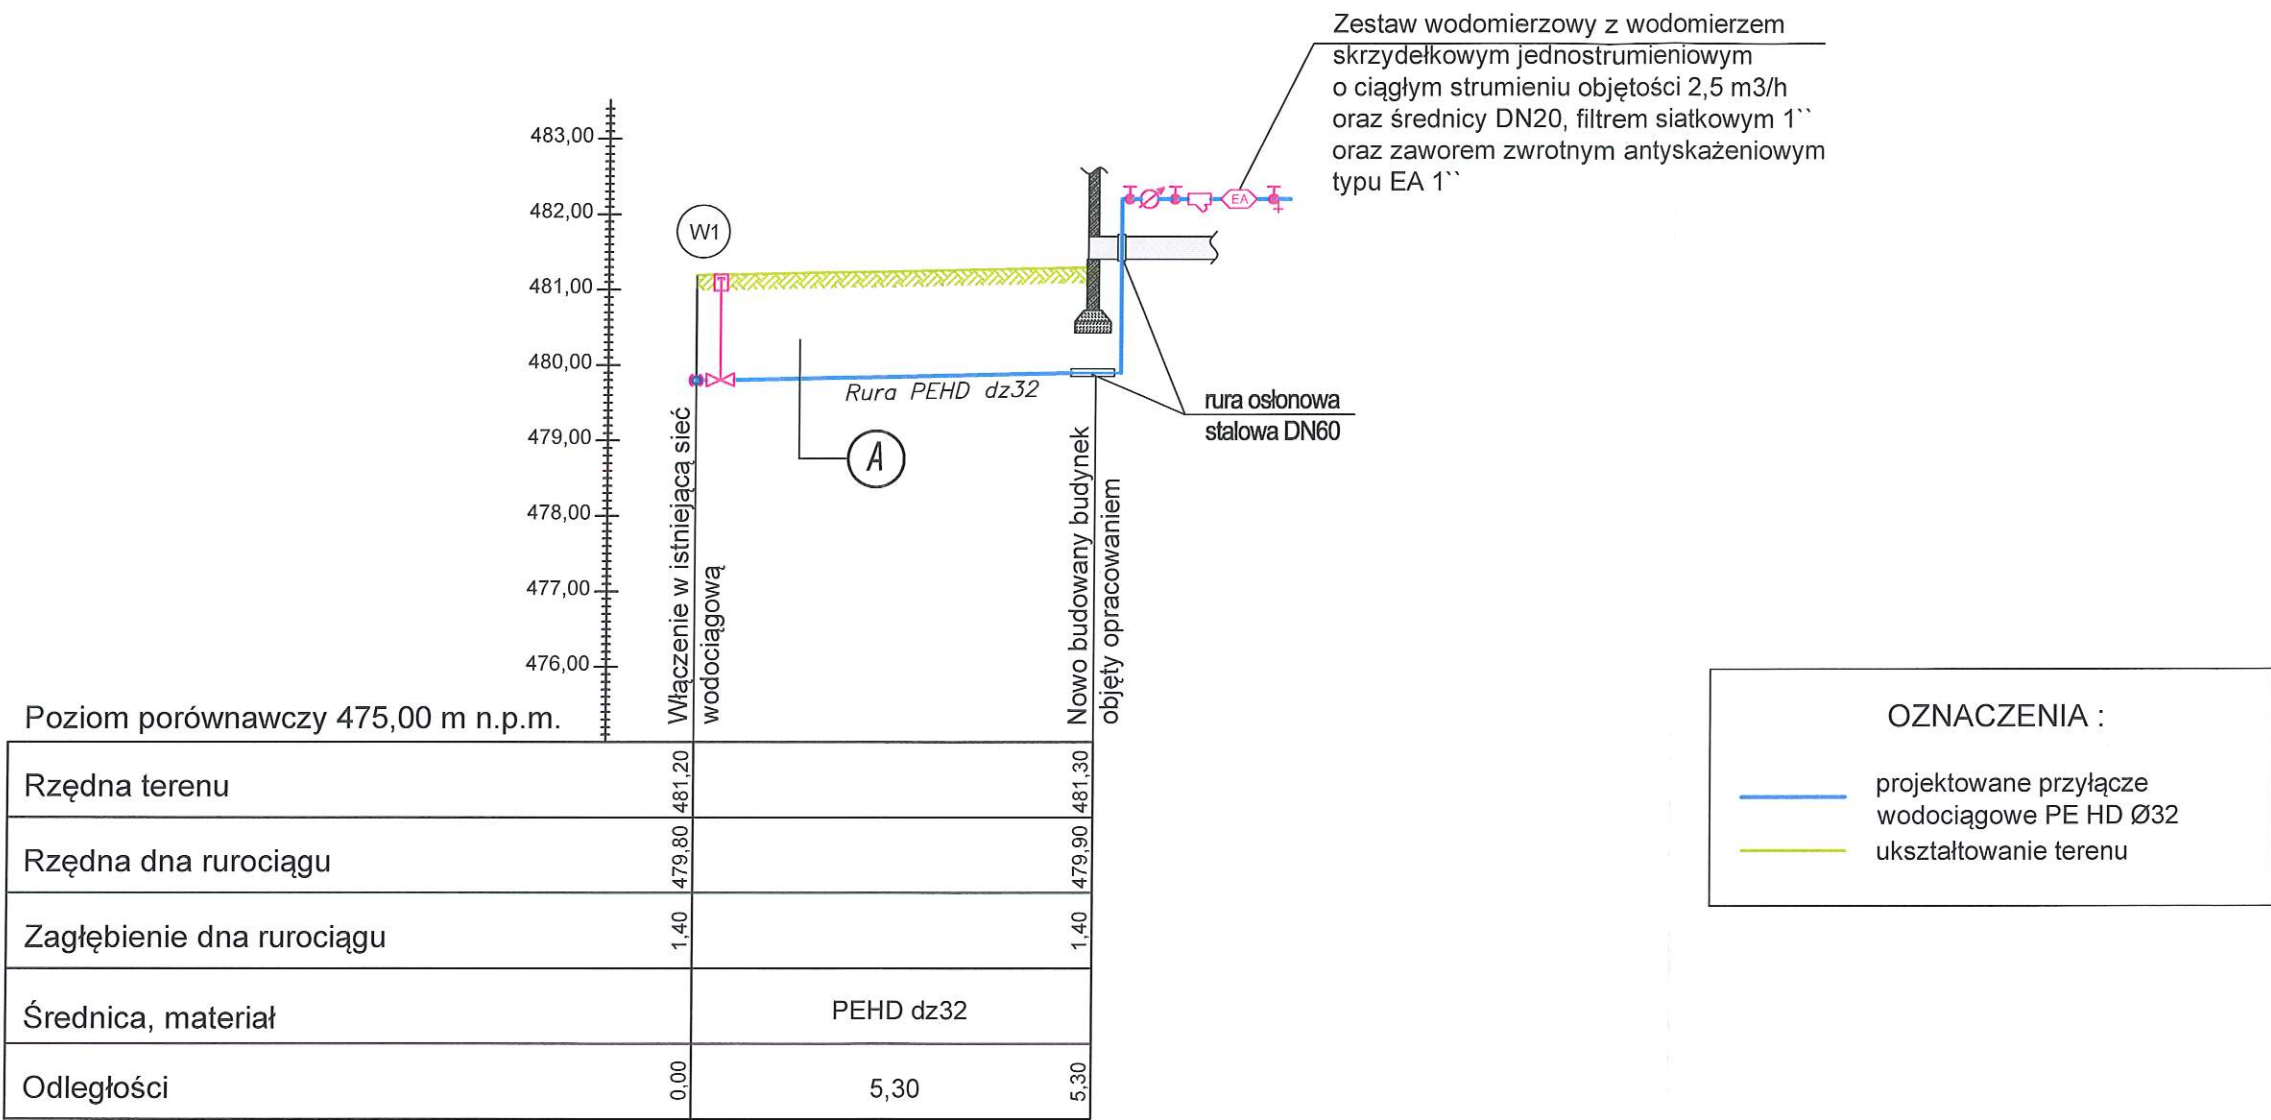 Zestaw wodomierzowy z wodomierzem
skrzydełkowym jednostrumieniowym
o ciągłym strumieniu objętości 2,5 m3/h
oraz średnicy DN20, filtrem siatkowym 1``
oraz zaworem zwrotnym antyskażeniowym
typu EA 1``
483,00
482,00
481,00
480,00
479,00
478,00
477,00
476,00
W1
EA
Rura PEHD dz32
A
rura osłonowa
stalowa DN60
Włączenie w istniejącą sieć
wodociągową
Nowo budowany budynek
objęty opracowaniem
Poziom porównawczy 475,00 m n.p.m.
Rzędna terenu 481,20 481,30
Rzędna dna rurociągu 479,80 479,90
Zagłębienie dna rurociągu 1,40 1,40
Średnica, materiał PEHD dz32
Odległości 0,00 5,30 5,30
OZNACZENIA :
projektowane przyłącze
wodociągowe PE HD Ø32
ukształtowanie terenu